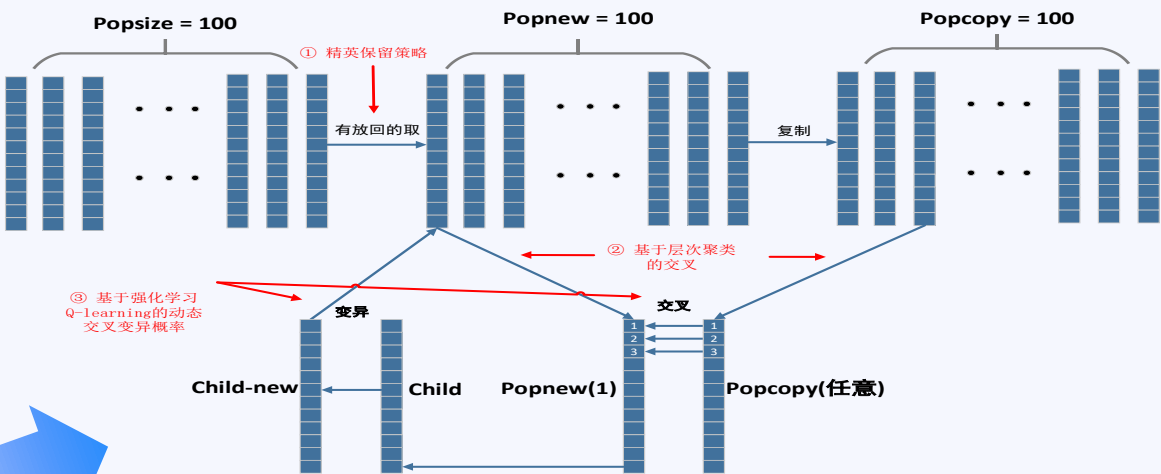 Popsize = 100
Popnew = 100
Popcopy = 100
① 精英保留策略
有放回的取
复制
② 基于层次聚类
的交叉
③ 基于强化学习
Q-learning的动态
交叉变异概率
变异
交叉
1 1
2 2
3 3
Child-new
Child
Popnew(1)
Popcopy(任意)